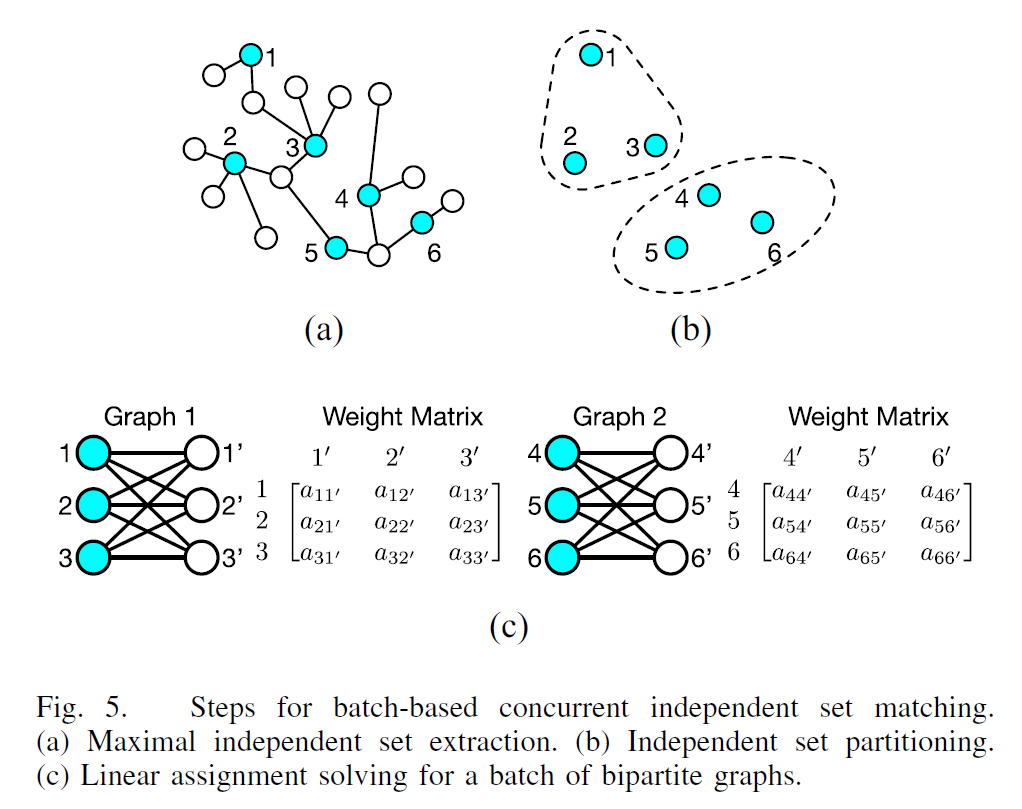 1
2
3
4
5
6
(a)
1
2
3
4
5
6
(b)
Graph 1
1 1'
2 2'
3 3'
Weight Matrix
1′ 2′ 3′
1 [a11′ a12′ a13′]
2 [a21′ a22′ a23′]
3 [a31′ a32′ a33′]
Graph 2
4 4'
5 5'
6 6'
Weight Matrix
4′ 5′ 6′
4 [a44′ a45′ a46′]
5 [a54′ a55′ a56′]
6 [a64′ a65′ a66′]
(c)
Fig. 5. Steps for batch-based concurrent independent set matching.
(a) Maximal independent set extraction. (b) Independent set partitioning.
(c) Linear assignment solving for a batch of bipartite graphs.